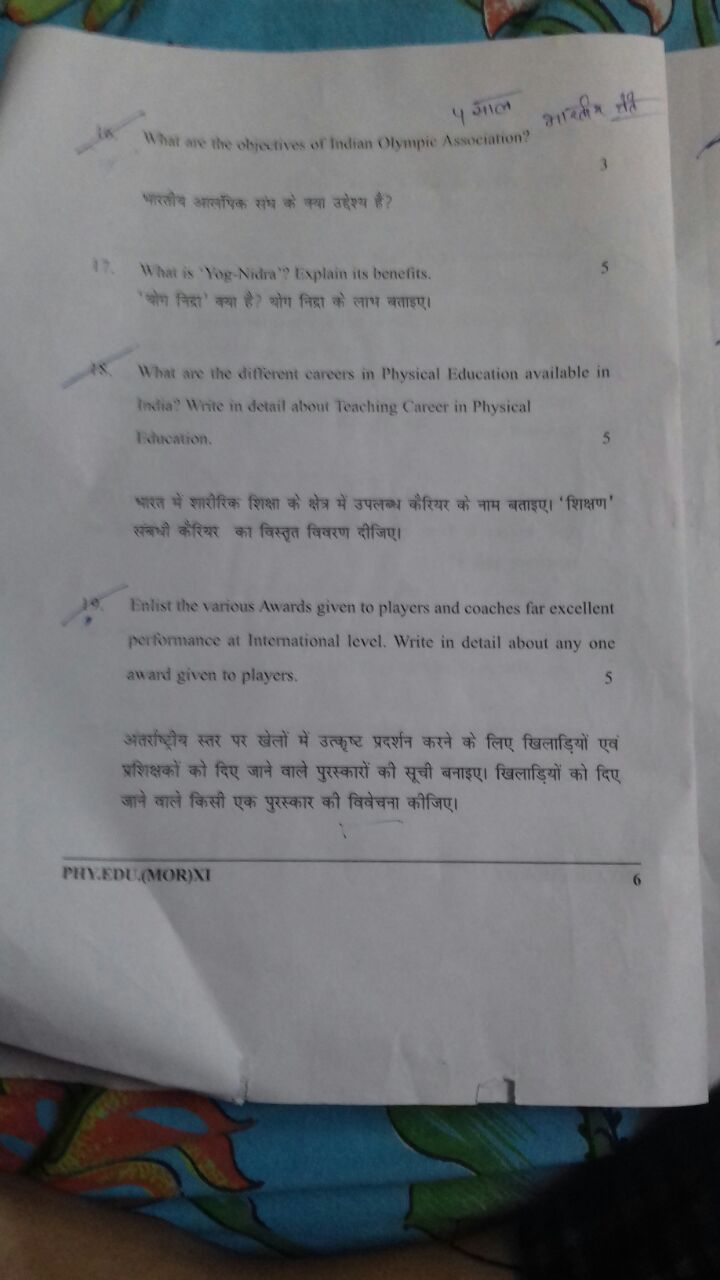 ५ साल
16. What are the objectives of Indian Olympic Association?
3
भारतीय आलंपिक संघ के क्या उद्देश्य है?
17. What is 'Yog-Nidra'? Explain its benefits. 5
'योग निद्रा' क्या है? योग निद्रा के लाभ बताइए।
18. What are the different careers in Physical Education available in
India? Write in detail about Teaching Career in Physical
Education. 5
भारत में शारीरिक शिक्षा के क्षेत्र में उपलब्ध कैरियर के नाम बताइए। 'शिक्षण'
संबधी कैरियर का विस्तृत विवरण दीजिए।
19. Enlist the various Awards given to players and coaches far excellent
performance at International level. Write in detail about any one
award given to players. 5
अंतर्राष्ट्रीय स्तर पर खेलों में उत्कृष्ट प्रदर्शन करने के लिए खिलाड़ियों एवं
प्रशिक्षकों को दिए जाने वाले पुरस्कारों की सूची बनाइए। खिलाड़ियों को दिए
जाने वाले किसी एक पुरस्कार की विवेचना कीजिए।
PHY.EDU.(MOR)XI 6